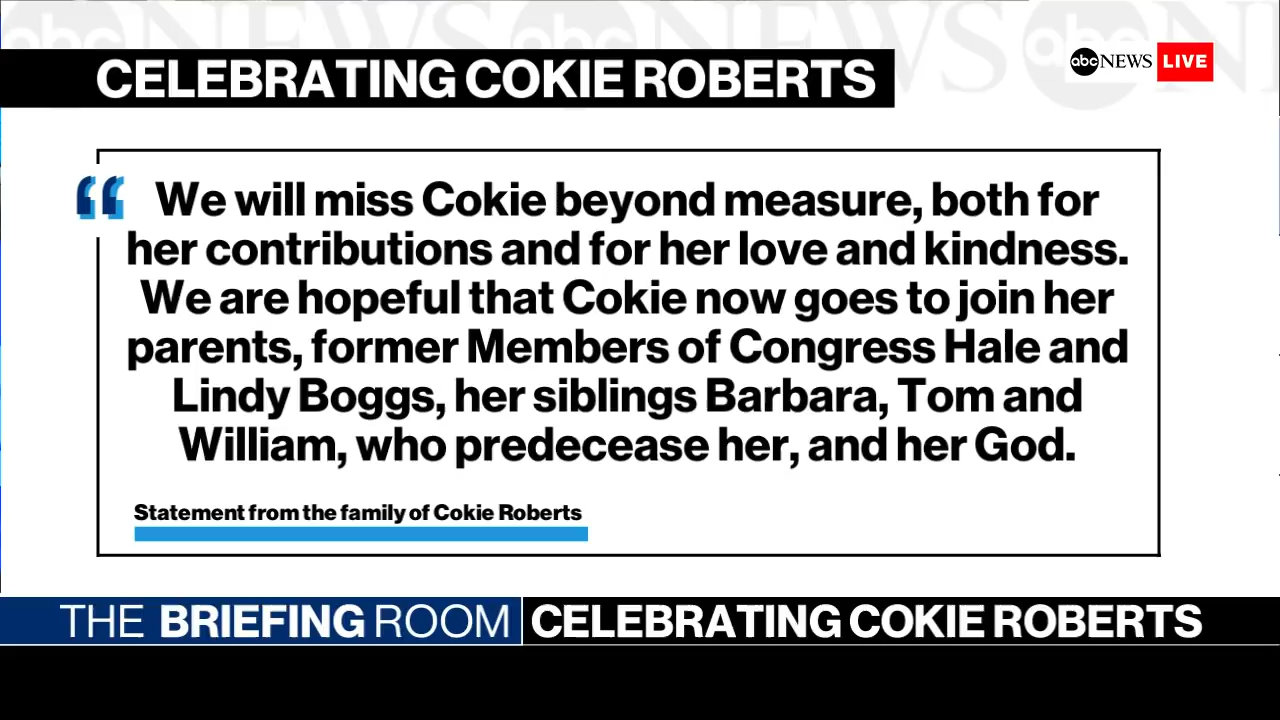 CELEBRATING COKIE ROBERTS
abc NEWS LIVE
“ We will miss Cokie beyond measure, both for
her contributions and for her love and kindness.
We are hopeful that Cokie now goes to join her
parents, former Members of Congress Hale and
Lindy Boggs, her siblings Barbara, Tom and
William, who predecease her, and her God.
Statement from the family of Cokie Roberts
THE BRIEFING ROOM CELEBRATING COKIE ROBERTS